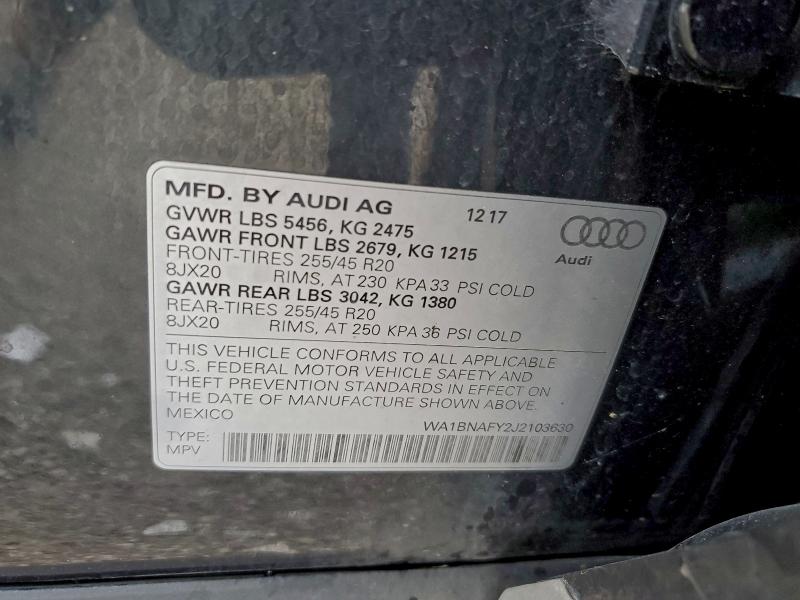 MFD. BY AUDI AG 12 17
GVWR LBS 5456, KG 2475
GAWR FRONT LBS 2679, KG 1215
FRONT-TIRES 255/45 R20
8JX20 RIMS, AT 230 KPA 33 PSI COLD
GAWR REAR LBS 3042, KG 1380
REAR-TIRES 255/45 R20
8JX20 RIMS, AT 250 KPA 36 PSI COLD
Audi
THIS VEHICLE CONFORMS TO ALL APPLICABLE
U.S. FEDERAL MOTOR VEHICLE SAFETY AND
THEFT PREVENTION STANDARDS IN EFFECT ON
THE DATE OF MANUFACTURE SHOWN ABOVE.
MEXICO
WA1BNAFY2J2103630
TYPE:
MPV